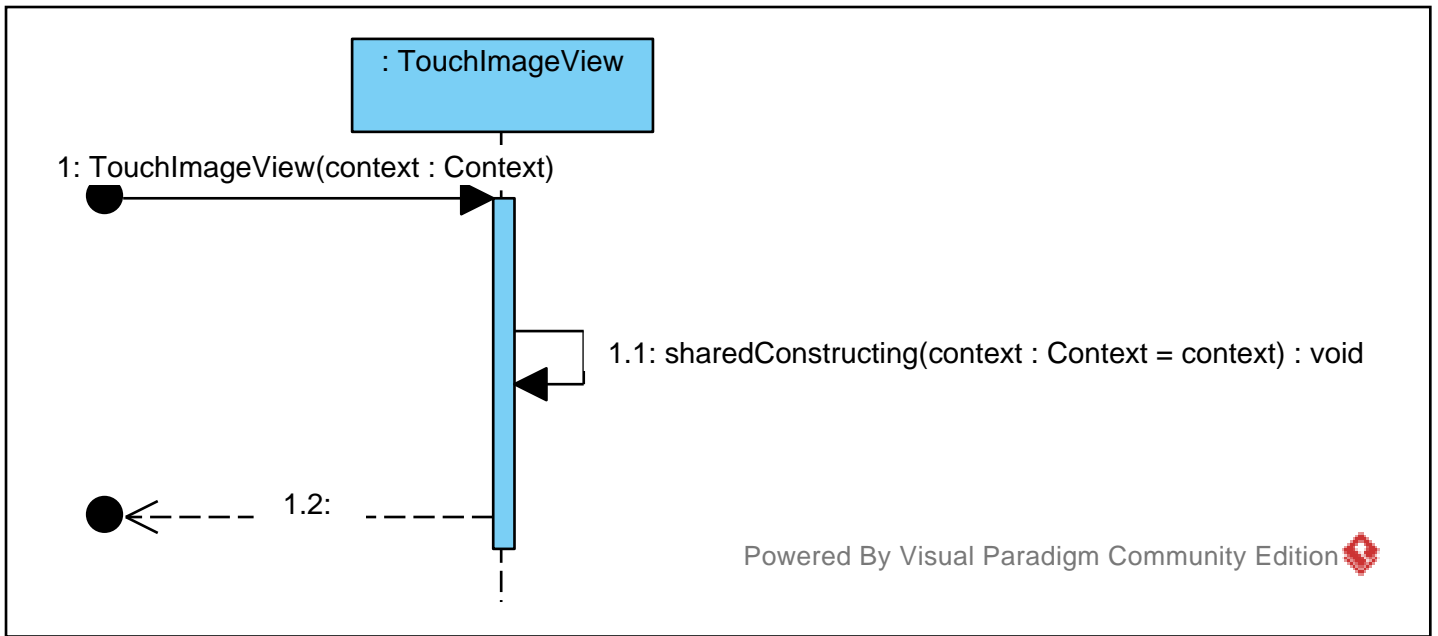 : TouchImageView
1: TouchImageView(context : Context)
1.1: sharedConstructing(context : Context = context) : void
1.2:
Powered By Visual Paradigm Community Edition